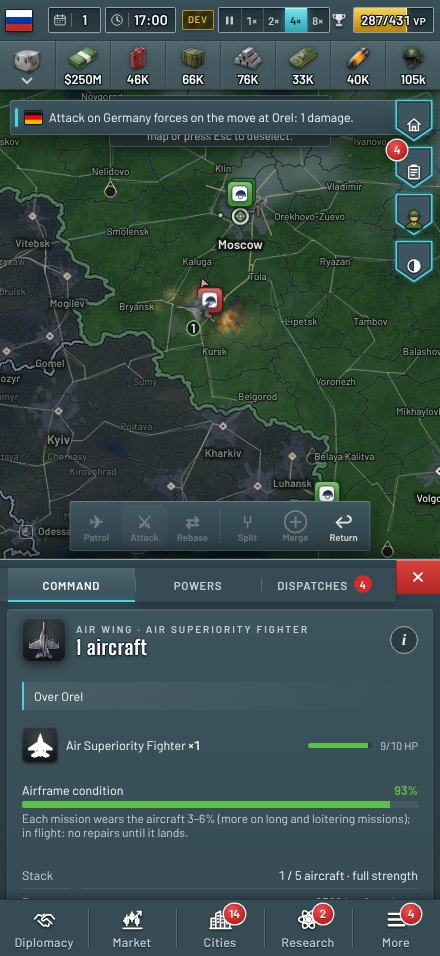 1
17:00
DEV
1×
2×
4×
8×
287/431 VP
$250M
46K
66K
76K
33K
40K
105k
Novgorod
Attack on Germany forces on the move at Orel: 1 damage.
map or press Esc to deselect.
Ivanovo
4
Nelidovo
Klin
Vladimir
Orekhovo-Zuevo
Smolensk
Moscow
Vitebsk
Kaluga
Ryazan
Tula
Mogilev
Bryansk
Lipetsk
Tambov
1
Kursk
Balashov
Gomel
Sumy
Voronezh
Belgorod
Mikhaylovk
Poltava
Kyiv
Kharkiv
Cherkasy
Belaya Kalitva
Kirovohrad
Luhansk
Volgo
Odessa
Patrol
Attack
Rebase
Split
Merge
Return
COMMAND
POWERS
DISPATCHES
4
AIR WING · AIR SUPERIORITY FIGHTER
1 aircraft
i
Over Orel
Air Superiority Fighter ×1
9/10 HP
Airframe condition
93%
Each mission wears the aircraft 3–6% (more on long and loitering missions);
in flight: no repairs until it lands.
Stack
1 / 5 aircraft · full strength
14
2
4
Diplomacy
Market
Cities
Research
More